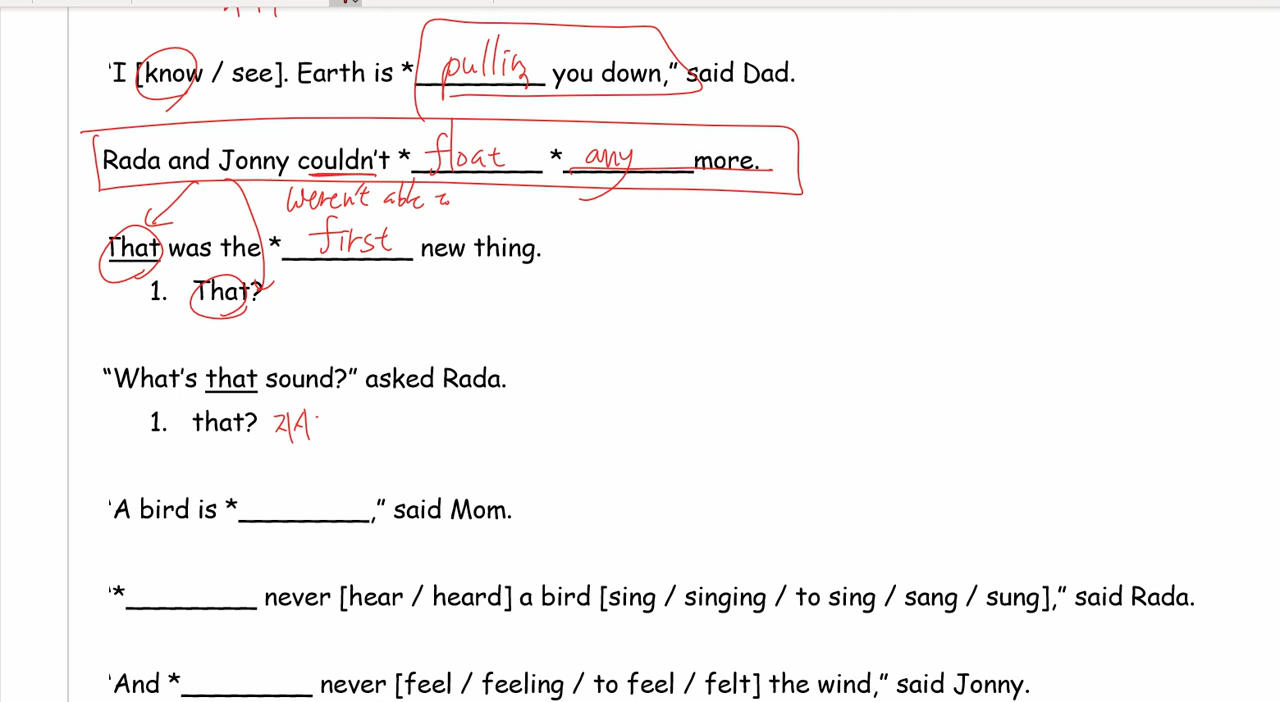 'I [know / see]. Earth is * pulling you down," said Dad.
Rada and Jonny couldn't * float * any more.
weren't able to
That was the * first new thing.
1. That?
"What's that sound?" asked Rada.
1. that?
'A bird is *_________," said Mom.
'*_________ never [hear / heard] a bird [sing / singing / to sing / sang / sung]," said Rada.
'And *_________ never [feel / feeling / to feel / felt] the wind," said Jonny.